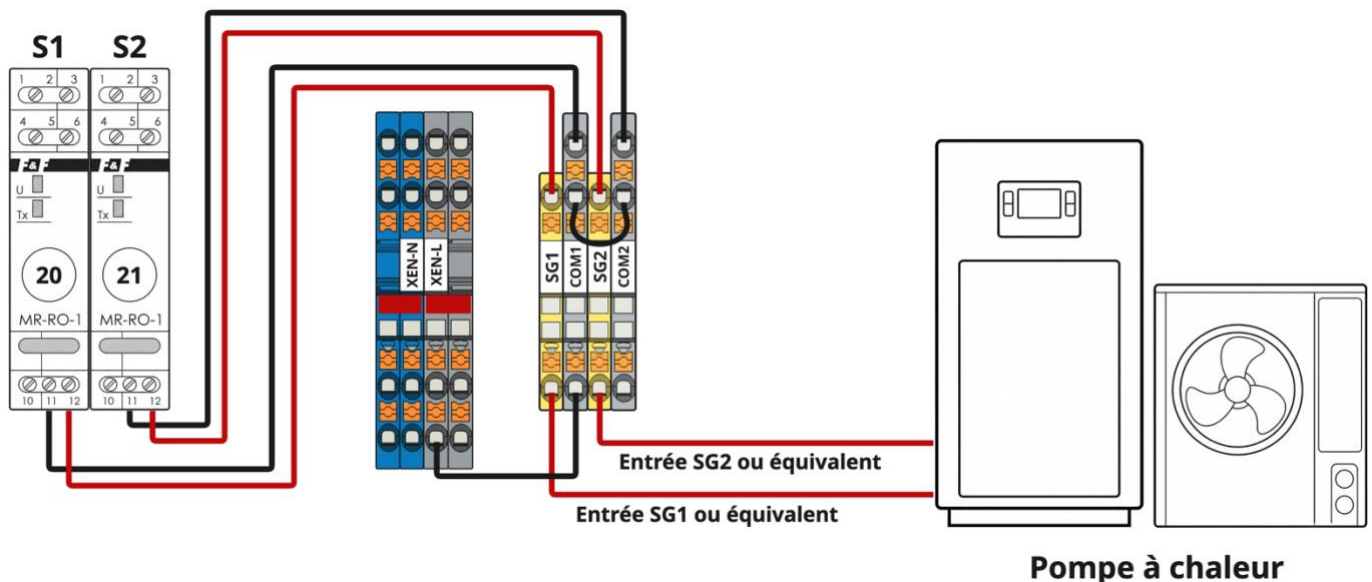 S1
S2
1 2 3
1 2 3
4 5 6
4 5 6
F&F
F&F
U
U
Tx
Tx
20
21
MR-RO-1
MR-RO-1
10 11 12
10 11 12
XEN-N
XEN-L
SG1
COM1
SG2
COM2
Entrée SG2 ou équivalent
Entrée SG1 ou équivalent
Pompe à chaleur